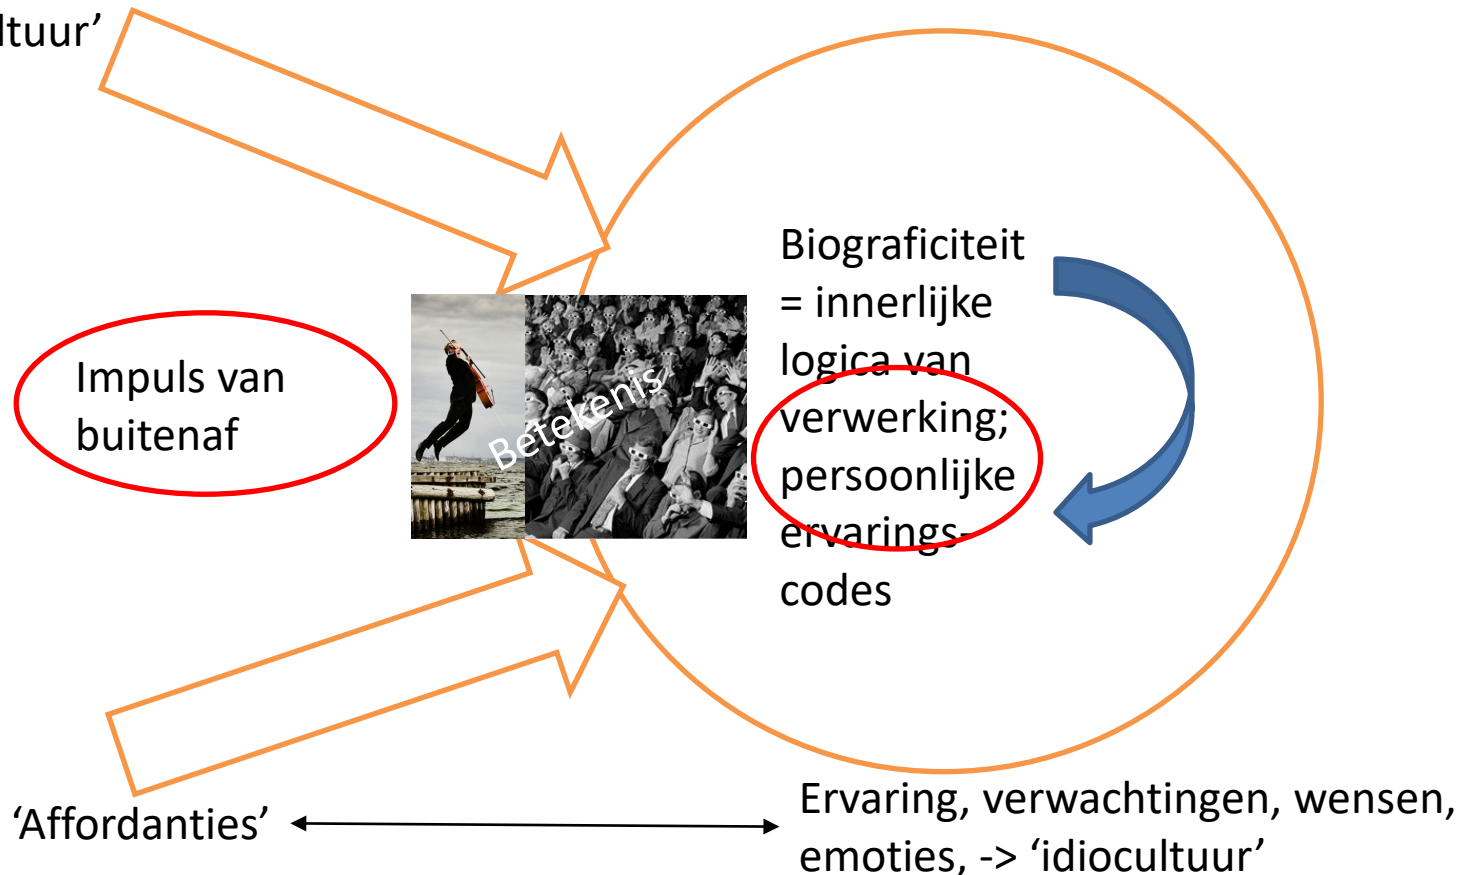 ltuur’
Impuls van
buitenaf
Betekenis
Biograficiteit
= innerlijke
logica van
verwerking;
persoonlijke
ervarings-
codes
‘Affordanties’
Ervaring, verwachtingen, wensen,
emoties, -> ‘idiocultuur’